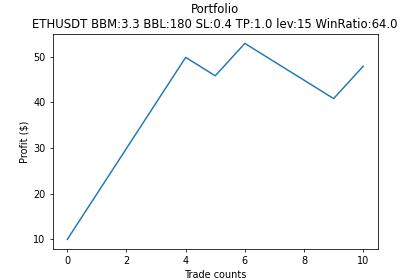 Portfolio
ETHUSDT BBM:3.3 BBL:180 SL:0.4 TP:1.0 lev:15 WinRatio:64.0
50
40
30
20
10
Profit ($)
0 2 4 6 8 10
Trade counts